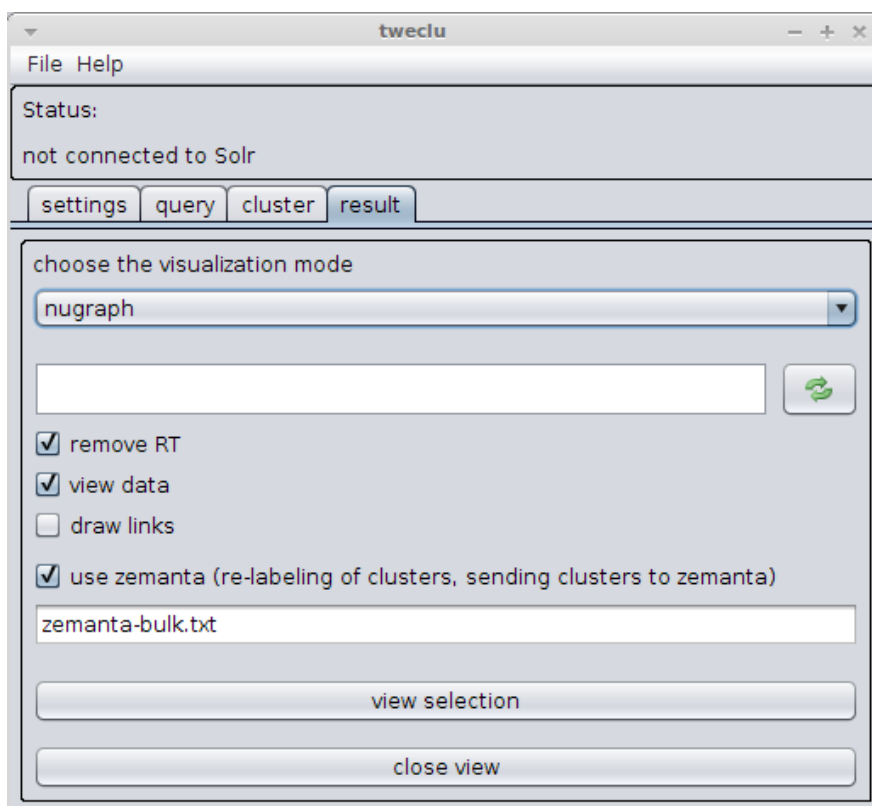 tweclu
File Help
Status:
not connected to Solr
settings query cluster result
choose the visualization mode
nugraph
remove RT
view data
draw links
use zemanta (re-labeling of clusters, sending clusters to zemanta)
zemanta-bulk.txt
view selection
close view